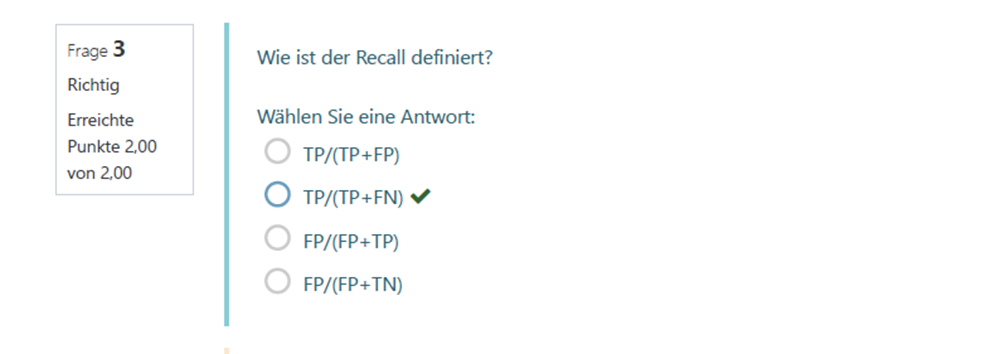 Frage 3
Richtig
Erreichte
Punkte 2,00
von 2,00
Wie ist der Recall definiert?
Wählen Sie eine Antwort:
TP/(TP+FP)
TP/(TP+FN)
FP/(FP+TP)
FP/(FP+TN)